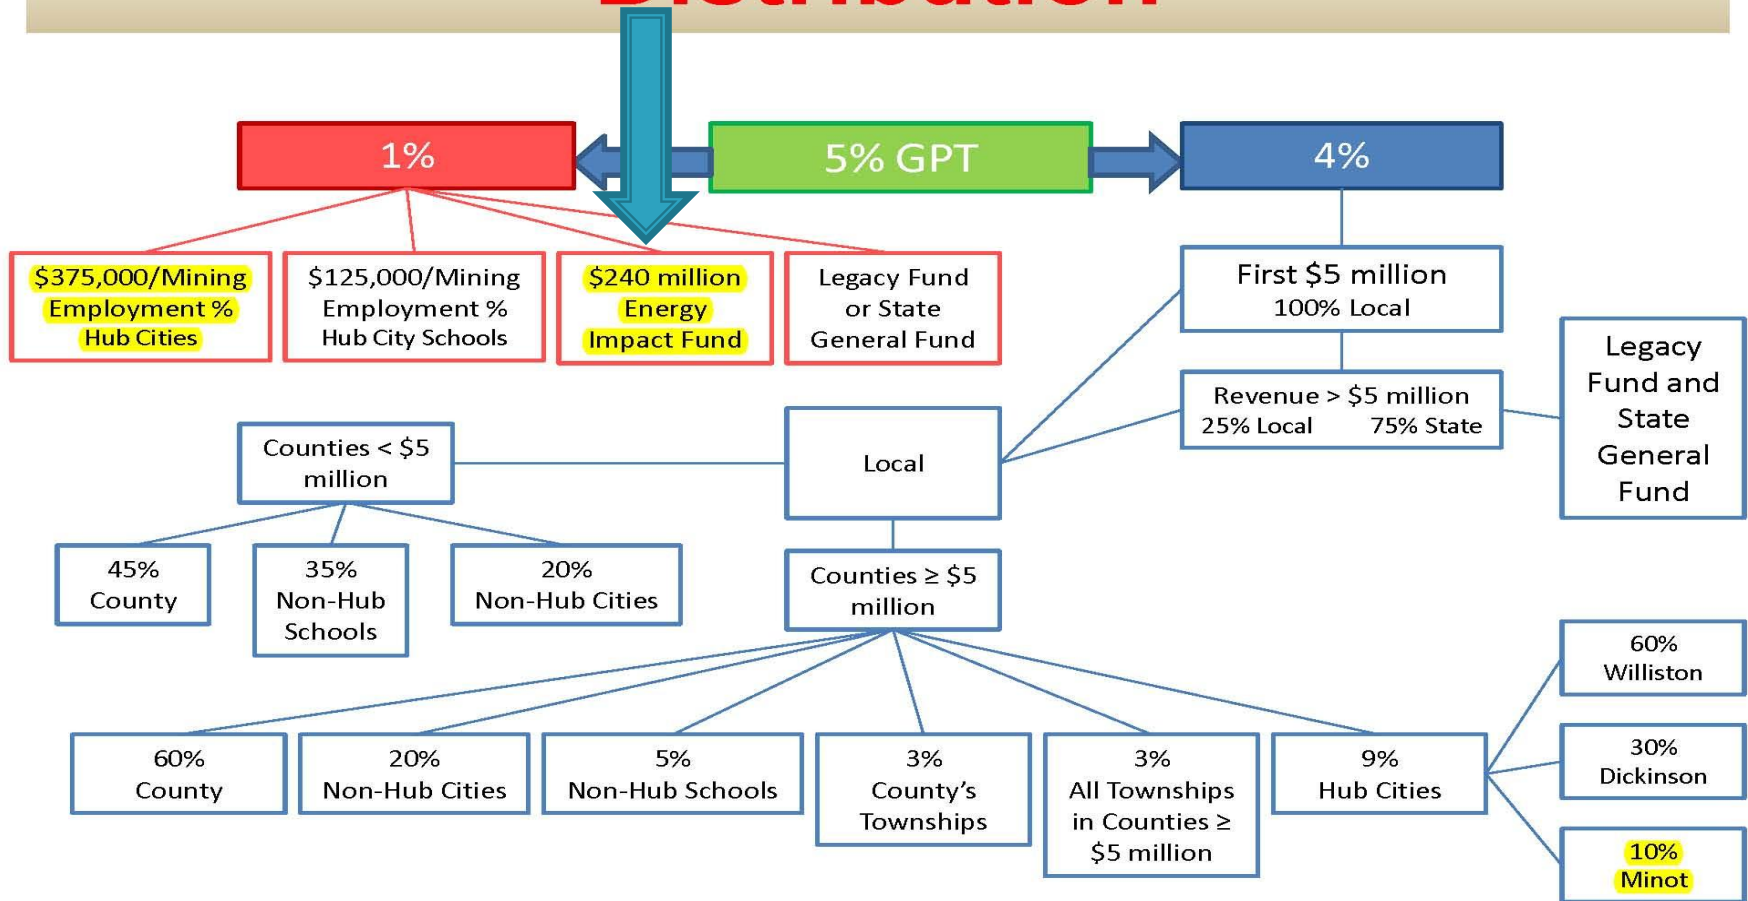 Distribution
1%
5% GPT
4%
$375,000/Mining
Employment %
Hub Cities
$125,000/Mining
Employment %
Hub City Schools
$240 million
Energy
Impact Fund
Legacy Fund
or State
General Fund
First $5 million
100% Local
Revenue > $5 million
25% Local 75% State
Legacy
Fund and
State
General
Fund
Local
Counties < $5
million
45%
County
35%
Non-Hub
Schools
20%
Non-Hub Cities
Counties ≥ $5
million
60%
County
20%
Non-Hub Cities
5%
Non-Hub Schools
3%
County’s
Townships
3%
All Townships
in Counties ≥
$5 million
9%
Hub Cities
60%
Williston
30%
Dickinson
10%
Minot